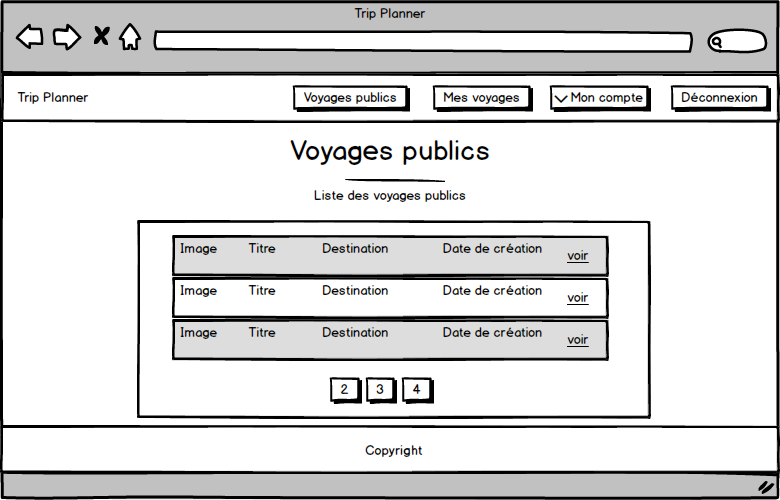 Trip Planner
Trip Planner Voyages publics Mes voyages Mon compte Déconnexion
Voyages publics
Liste des voyages publics
Image Titre Destination Date de création voir
Image Titre Destination Date de création voir
Image Titre Destination Date de création voir
2 3 4
Copyright